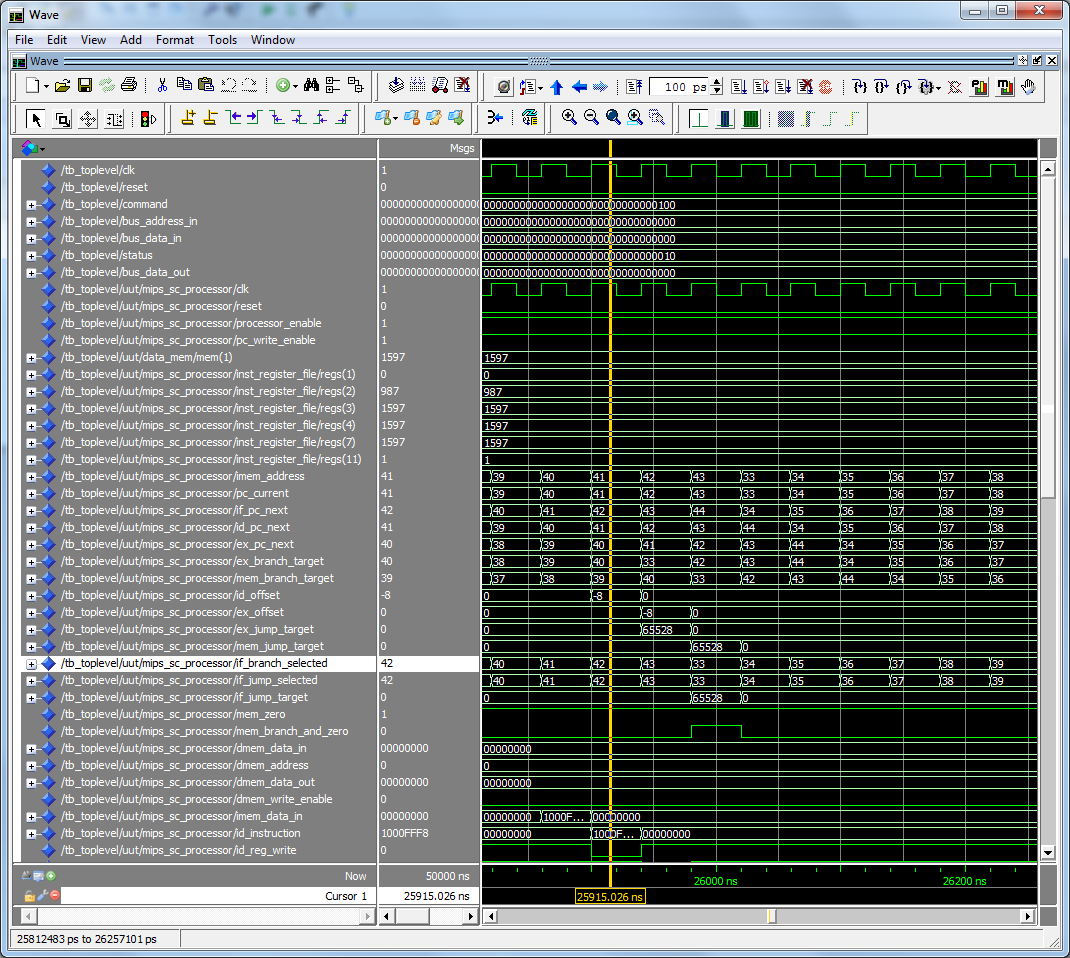 Wave
File Edit View Add Format Tools Window
Wave
100 ps
Msgs
/tb_toplevel/clk 1
/tb_toplevel/reset 0
/tb_toplevel/command 0000000000000000 00000000000000000000000000000100
/tb_toplevel/bus_address_in 0000000000000000 00000000000000000000000000000000
/tb_toplevel/bus_data_in 0000000000000000 00000000000000000000000000000000
/tb_toplevel/status 0000000000000000 00000000000000000000000000000010
/tb_toplevel/bus_data_out 0000000000000000 00000000000000000000000000000000
/tb_toplevel/uut/mips_sc_processor/clk 1
/tb_toplevel/uut/mips_sc_processor/reset 0
/tb_toplevel/uut/mips_sc_processor/processor_enable 1
/tb_toplevel/uut/mips_sc_processor/pc_write_enable 1
/tb_toplevel/uut/data_mem/mem(1) 1597 1597
/tb_toplevel/uut/mips_sc_processor/inst_register_file/regs(1) 0 0
/tb_toplevel/uut/mips_sc_processor/inst_register_file/regs(2) 987 987
/tb_toplevel/uut/mips_sc_processor/inst_register_file/regs(3) 1597 1597
/tb_toplevel/uut/mips_sc_processor/inst_register_file/regs(4) 1597 1597
/tb_toplevel/uut/mips_sc_processor/inst_register_file/regs(7) 1597 1597
/tb_toplevel/uut/mips_sc_processor/inst_register_file/regs(11) 1 1
/tb_toplevel/uut/mips_sc_processor/imem_address 41 39 40 41 42 43 33 34 35 36 37 38
/tb_toplevel/uut/mips_sc_processor/pc_current 41 39 40 41 42 43 33 34 35 36 37 38
/tb_toplevel/uut/mips_sc_processor/if_pc_next 42 40 41 42 43 44 34 35 36 37 38 39
/tb_toplevel/uut/mips_sc_processor/id_pc_next 41 39 40 41 42 43 44 34 35 36 37 38
/tb_toplevel/uut/mips_sc_processor/ex_pc_next 40 38 39 40 41 42 43 44 34 35 36 37
/tb_toplevel/uut/mips_sc_processor/ex_branch_target 40 38 39 40 33 42 43 44 34 35 36 37
/tb_toplevel/uut/mips_sc_processor/mem_branch_target 39 37 38 39 40 33 42 43 44 34 35 36
/tb_toplevel/uut/mips_sc_processor/id_offset -8 0 -8 0
/tb_toplevel/uut/mips_sc_processor/ex_offset 0 0 -8 0
/tb_toplevel/uut/mips_sc_processor/ex_jump_target 0 0 65528 0
/tb_toplevel/uut/mips_sc_processor/mem_jump_target 0 0 65528 0
/tb_toplevel/uut/mips_sc_processor/if_branch_selected 42 40 41 42 43 33 34 35 36 37 38 39
/tb_toplevel/uut/mips_sc_processor/if_jump_selected 42 40 41 42 43 33 34 35 36 37 38 39
/tb_toplevel/uut/mips_sc_processor/if_jump_target 0 0 65528 0
/tb_toplevel/uut/mips_sc_processor/mem_zero 1
/tb_toplevel/uut/mips_sc_processor/mem_branch_and_zero 0
/tb_toplevel/uut/mips_sc_processor/dmem_data_in 00000000 00000000
/tb_toplevel/uut/mips_sc_processor/dmem_address 0 0
/tb_toplevel/uut/mips_sc_processor/dmem_data_out 00000000 00000000
/tb_toplevel/uut/mips_sc_processor/dmem_write_enable 0
/tb_toplevel/uut/mips_sc_processor/imem_data_in 00000000 00000000 1000F... 00000000
/tb_toplevel/uut/mips_sc_processor/id_instruction 1000FFF8 00000000 1000F... 00000000
/tb_toplevel/uut/mips_sc_processor/id_reg_write 0
Now 50000 ns 26000 ns 26200 ns
Cursor 1 25915.026 ns 25915.026 ns
25812483 ps to 26257101 ps